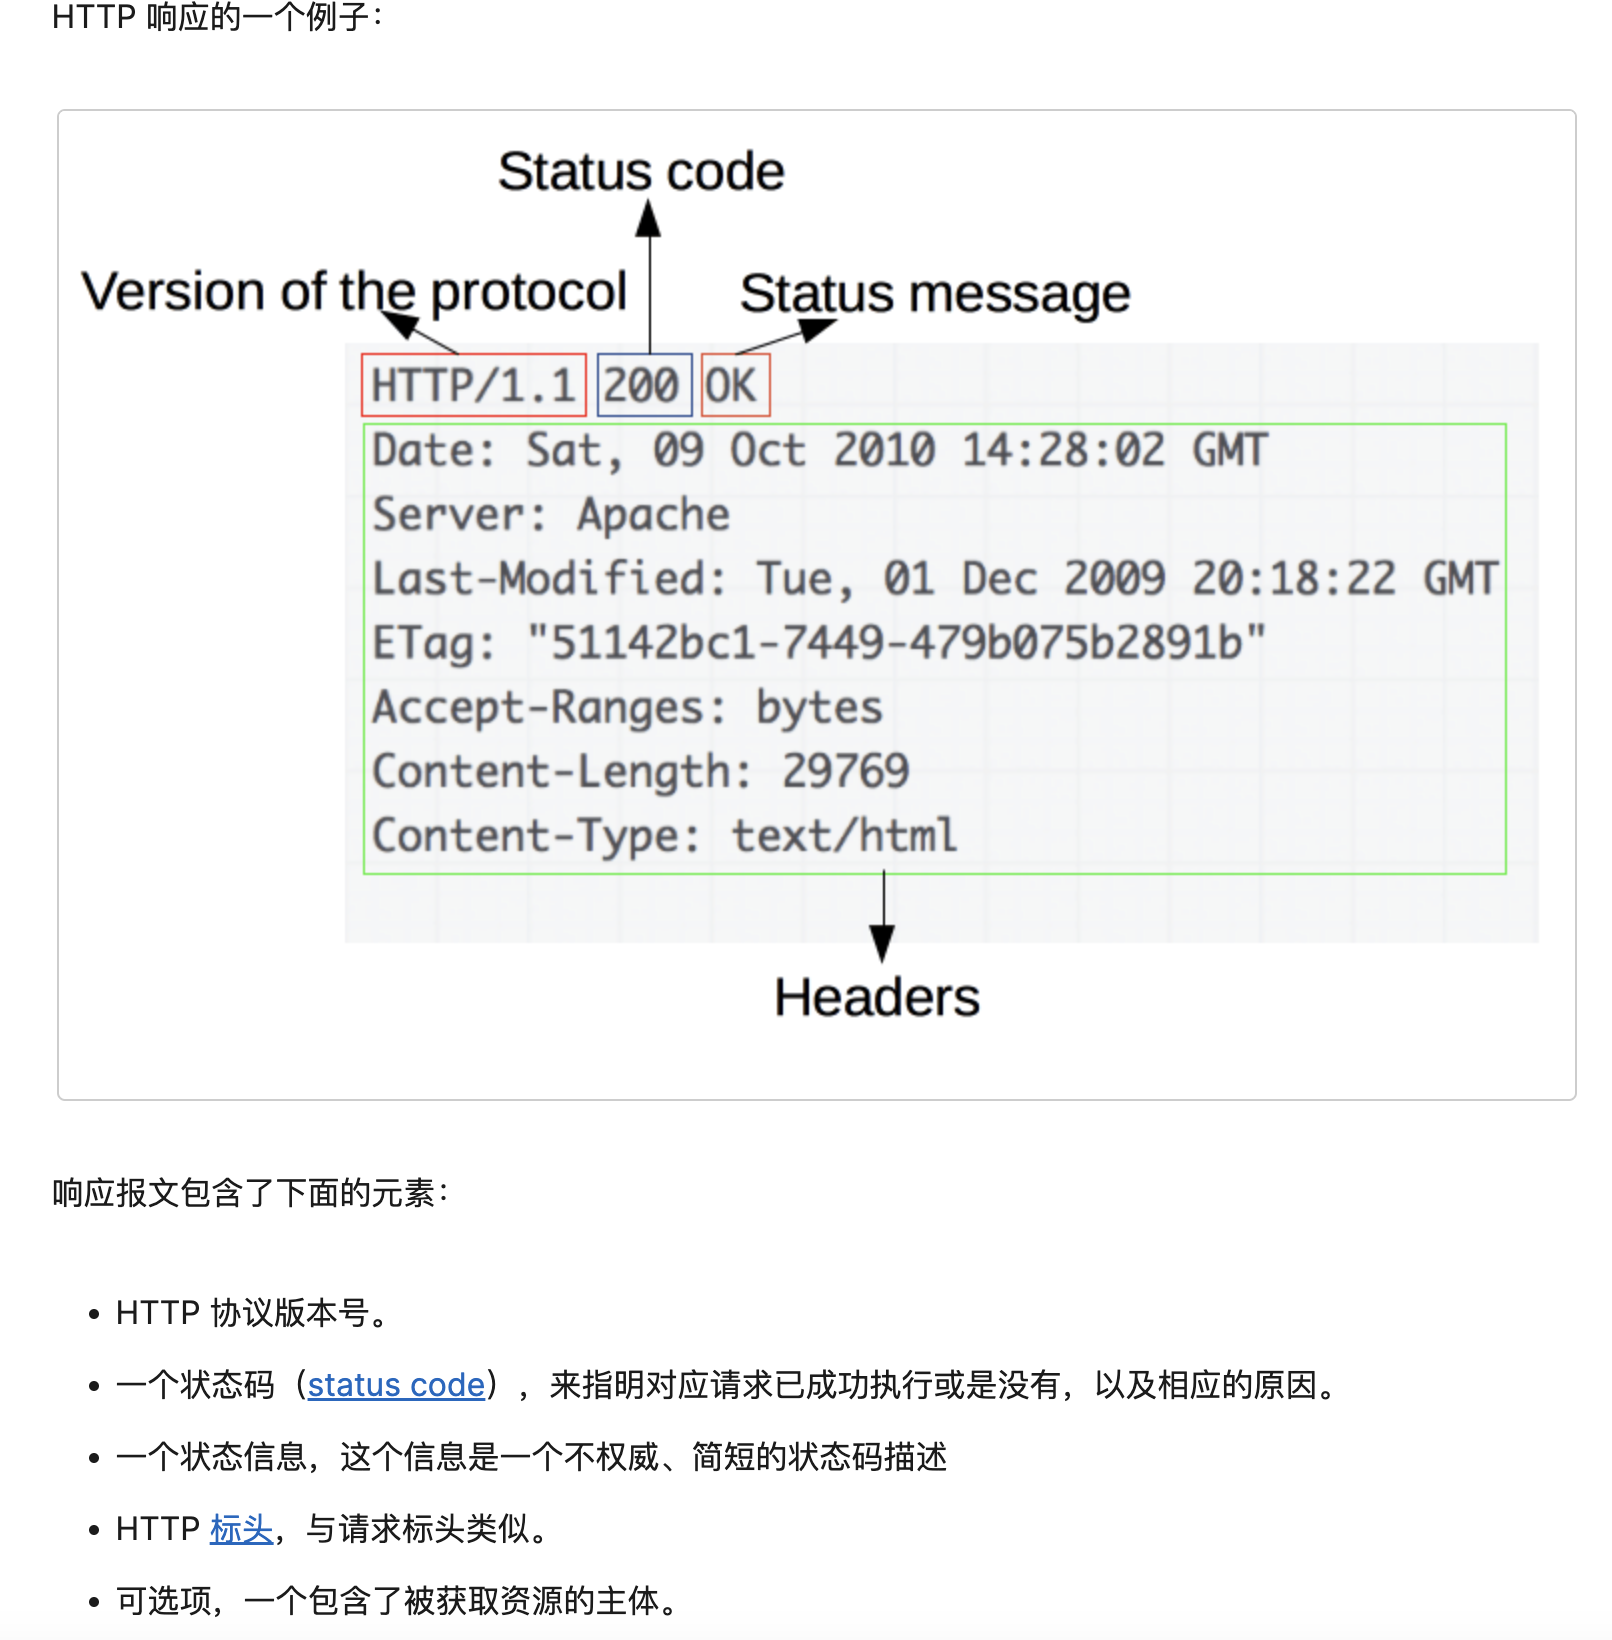 HTTP 响应的一个例子：
Status code
Version of the protocol
Status message
HTTP/1.1 200 OK
Date: Sat, 09 Oct 2010 14:28:02 GMT
Server: Apache
Last-Modified: Tue, 01 Dec 2009 20:18:22 GMT
ETag: "51142bc1-7449-479b075b2891b"
Accept-Ranges: bytes
Content-Length: 29769
Content-Type: text/html
Headers
响应报文包含了下面的元素：
• HTTP 协议版本号。
• 一个状态码（status code），来指明对应请求已成功执行或是没有，以及相应的原因。
• 一个状态信息，这个信息是一个不权威、简短的状态码描述
• HTTP 标头，与请求标头类似。
• 可选项，一个包含了被获取资源的主体。